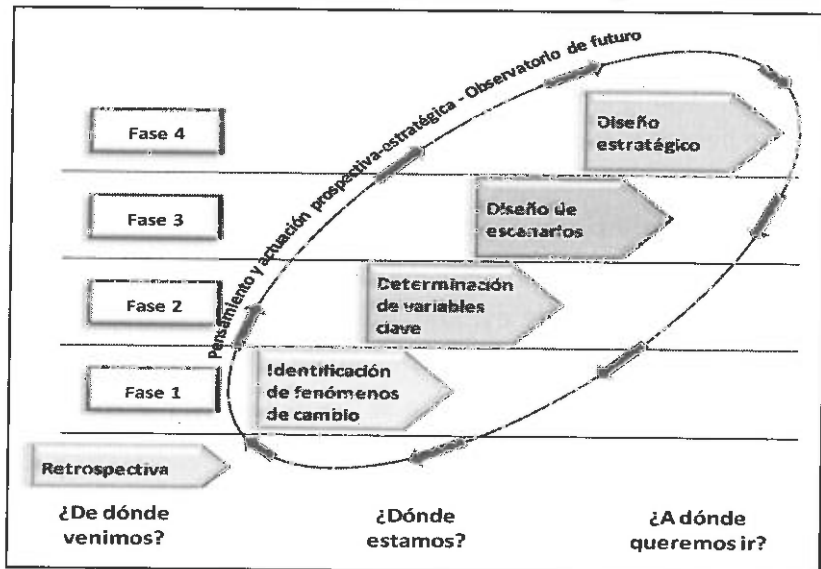 Pensamiento y actuación prospectiva-estratégica - Observatorio de futuro
Fase 4
Diseño
estratégico
Fase 3
Diseño de
escenarios
Fase 2
Determinación
de variables
clave
Fase 1
Identificación
de fenómenos
de cambio
Retrospectiva
¿De dónde
venimos?
¿Dónde
estamos?
¿A dónde
queremos ir?